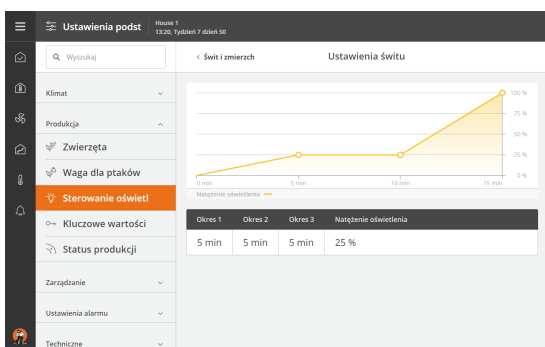 Ustawienia podst
House 1
13:20, Tydzień 7 dzień 50
Wyszukaj
Klimat
Produkcja
Zwierzęta
Waga dla ptaków
Sterowanie oświetl
Kluczowe wartości
Status produkcji
Zarządzanie
Ustawienia alarmu
Techniczne
< Świt i zmierzch
Ustawienia świtu
100 %
75 %
50 %
25 %
0 %
0 min
5 min
10 min
15 min
Natężenie oświetlenia
Okres 1 Okres 2 Okres 3 Natężenie oświetlenia
5 min 5 min 5 min 25 %